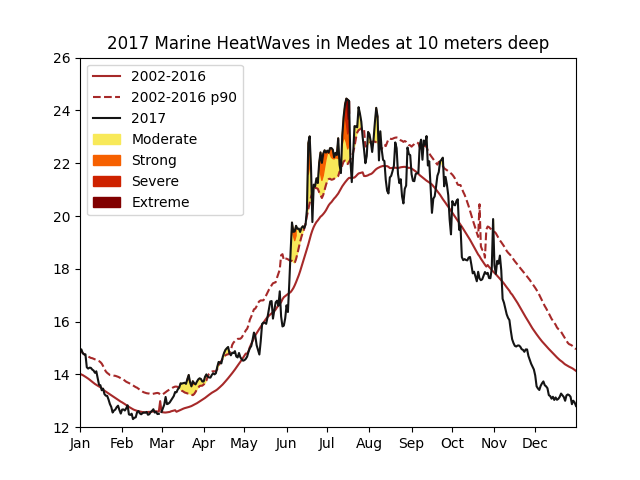 2017 Marine HeatWaves in Medes at 10 meters deep
26
24
22
20
18
16
14
12
2002-2016
2002-2016 p90
2017
Moderate
Strong
Severe
Extreme
Jan Feb Mar Apr May Jun Jul Aug Sep Oct Nov Dec